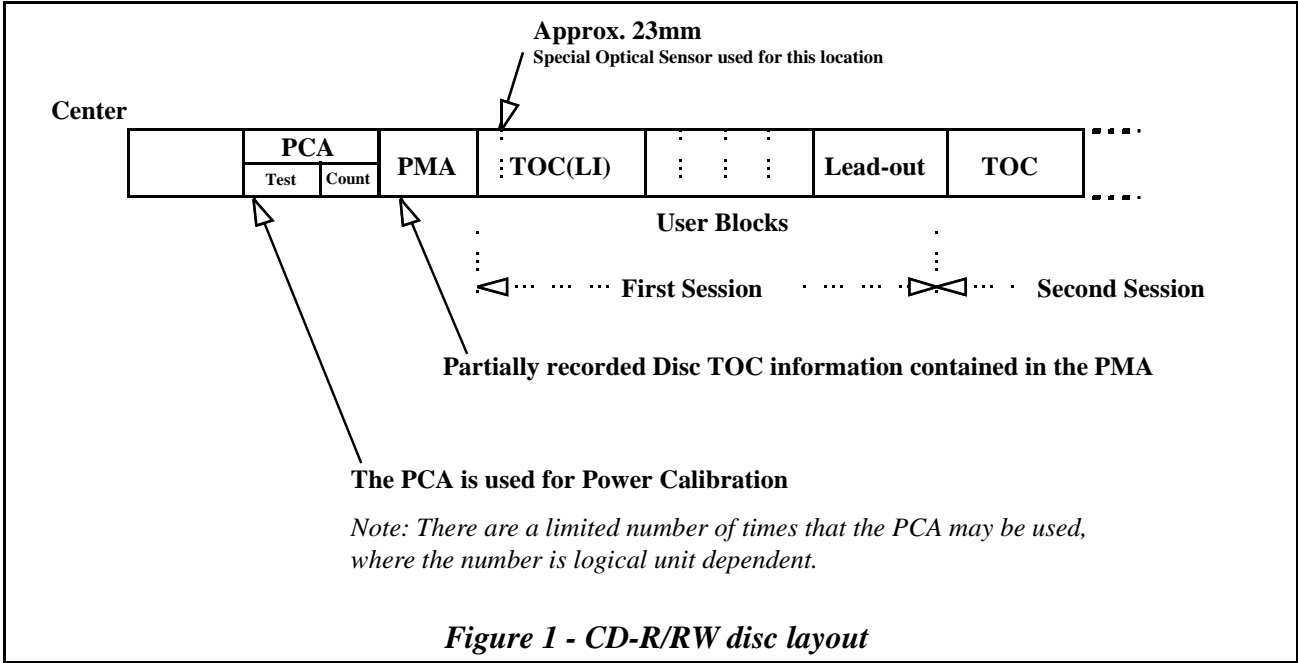 Approx. 23mm
Special Optical Sensor used for this location
Center
PCA
Test
Count
PMA
TOC(LI)
Lead-out
TOC
User Blocks
First Session
Second Session
Partially recorded Disc TOC information contained in the PMA
The PCA is used for Power Calibration
Note: There are a limited number of times that the PCA may be used,
where the number is logical unit dependent.
Figure 1 - CD-R/RW disc layout